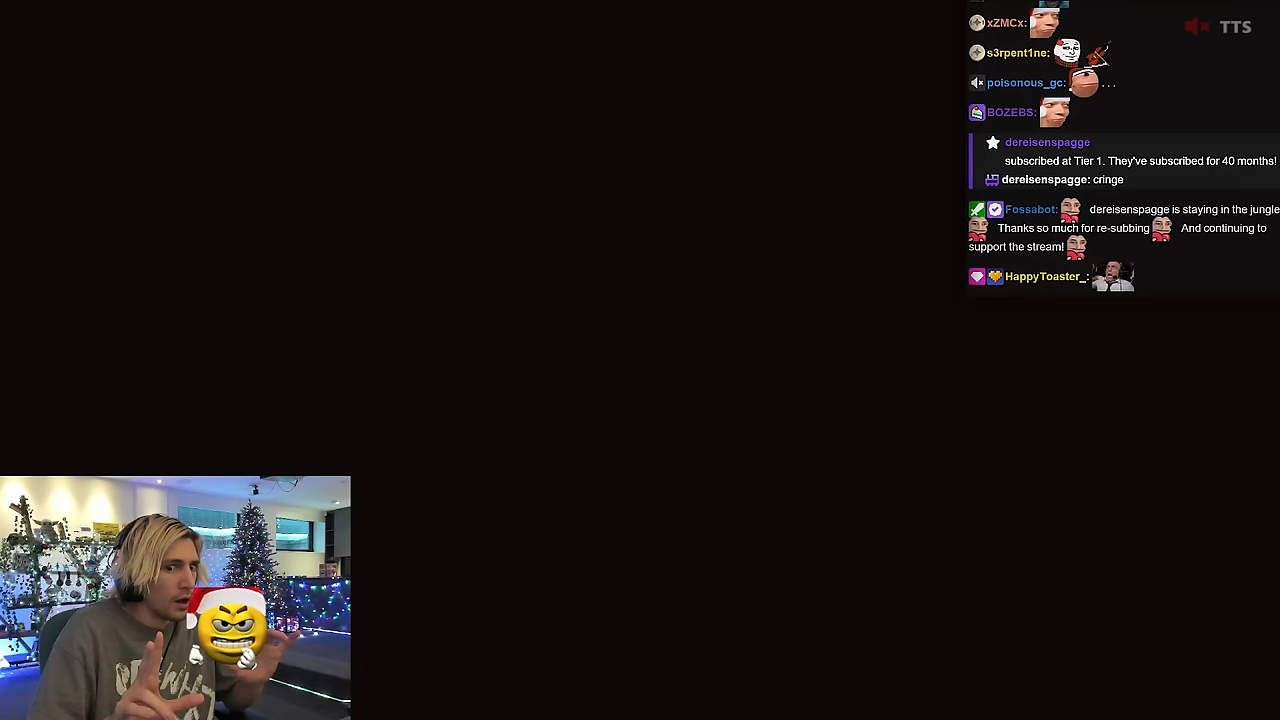 TTS
xZMCx:
s3rpent1ne:
poisonous_gc: ...
BOZEBS:
dereisenspagge
subscribed at Tier 1. They've subscribed for 40 months!
dereisenspagge: cringe
Fossabot: dereisenspagge is staying in the jungle
Thanks so much for re-subbing And continuing to
support the stream!
HappyToaster_: